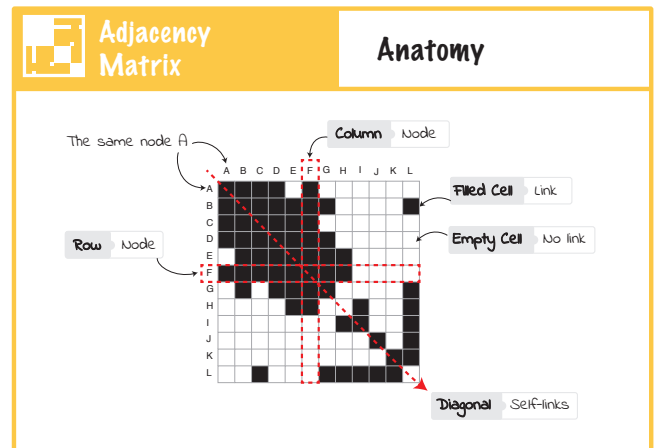 Adjacency
Matrix
Anatomy
Column Node
The same node A
A B C D E F G H I J K L
A
B
C
D
E
F
G
H
I
J
K
L
Filled Cell Link
Empty Cell No link
Row Node
Diagonal Self-links